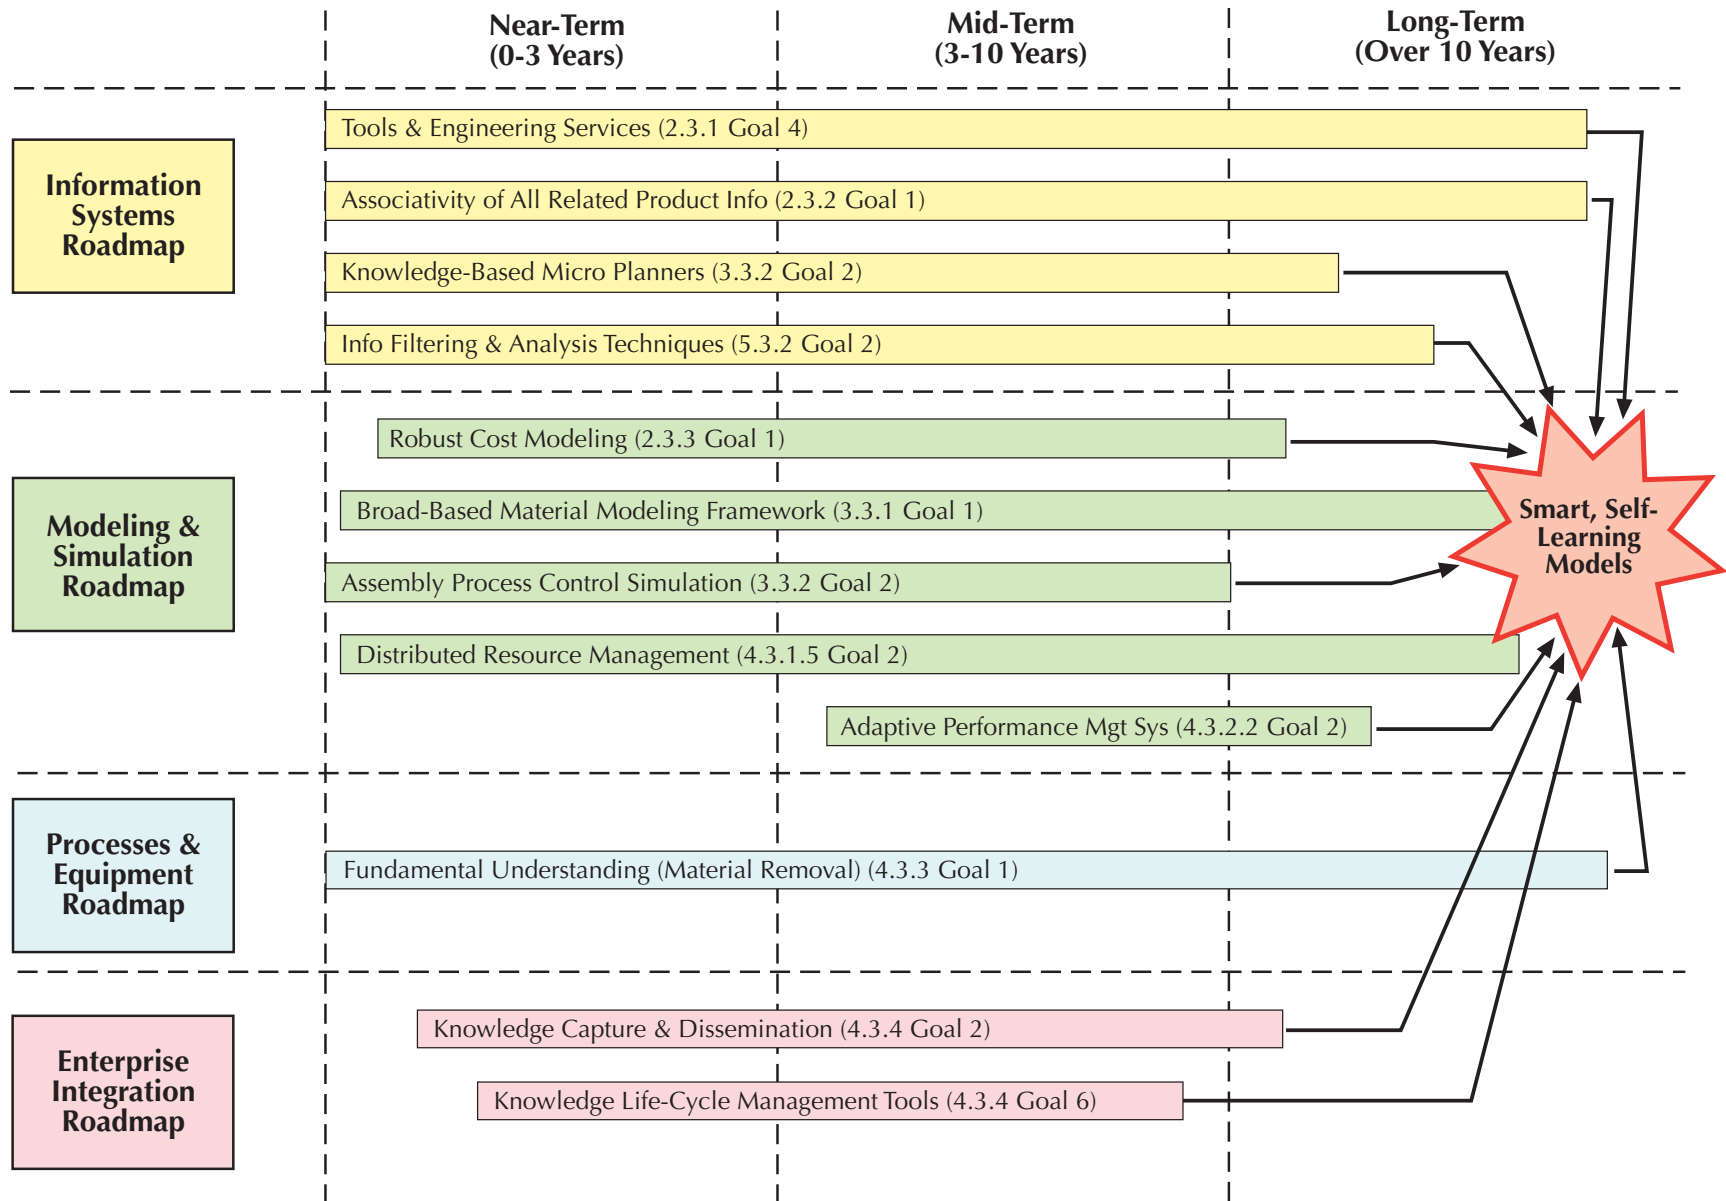 Near-Term
(0-3 Years)
Mid-Term
(3-10 Years)
Long-Term
(Over 10 Years)
Information
Systems
Roadmap
Tools & Engineering Services (2.3.1 Goal 4)
Associativity of All Related Product Info (2.3.2 Goal 1)
Knowledge-Based Micro Planners (3.3.2 Goal 2)
Info Filtering & Analysis Techniques (5.3.2 Goal 2)
Modeling &
Simulation
Roadmap
Robust Cost Modeling (2.3.3 Goal 1)
Broad-Based Material Modeling Framework (3.3.1 Goal 1)
Assembly Process Control Simulation (3.3.2 Goal 2)
Distributed Resource Management (4.3.1.5 Goal 2)
Adaptive Performance Mgt Sys (4.3.2.2 Goal 2)
Smart, Self-
Learning
Models
Processes &
Equipment
Roadmap
Fundamental Understanding (Material Removal) (4.3.3 Goal 1)
Enterprise
Integration
Roadmap
Knowledge Capture & Dissemination (4.3.4 Goal 2)
Knowledge Life-Cycle Management Tools (4.3.4 Goal 6)